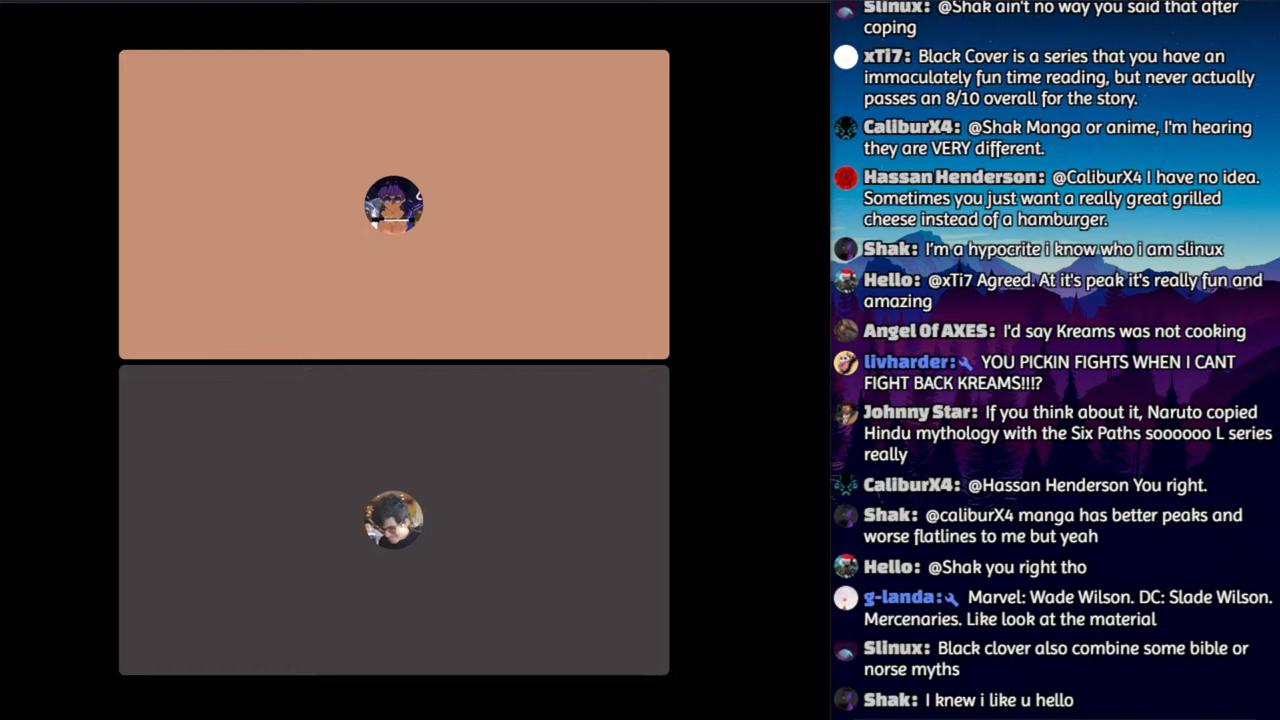 Slinux: @Shak ain't no way you said that after
coping
xTi7: Black Cover is a series that you have an
immaculately fun time reading, but never actually
passes an 8/10 overall for the story.
CaliburX4: @Shak Manga or anime, I'm hearing
they are VERY different.
Hassan Henderson: @CaliburX4 I have no idea.
Sometimes you just want a really great grilled
cheese instead of a hamburger.
Shak: I'm a hypocrite i know who i am slinux
Hello: @xTi7 Agreed. At it's peak it's really fun and
amazing
Angel Of AXES: I'd say Kreams was not cooking
livharder: YOU PICKIN FIGHTS WHEN I CANT
FIGHT BACK KREAMS!!!?
Johnny Star: If you think about it, Naruto copied
Hindu mythology with the Six Paths soooooo L series
really
CaliburX4: @Hassan Henderson You right.
Shak: @caliburX4 manga has better peaks and
worse flatlines to me but yeah
Hello: @Shak you right tho
g-landa: Marvel: Wade Wilson. DC: Slade Wilson.
Mercenaries. Like look at the material
Slinux: Black clover also combine some bible or
norse myths
Shak: I knew i like u hello